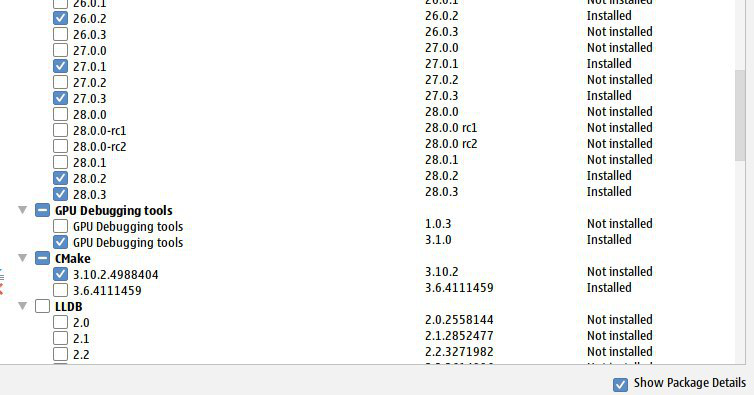 26.0.1 26.0.1 Not installed
26.0.2 26.0.2 Installed
26.0.3 26.0.3 Not installed
27.0.0 27.0.0 Not installed
27.0.1 27.0.1 Installed
27.0.2 27.0.2 Not installed
27.0.3 27.0.3 Installed
28.0.0 28.0.0 Not installed
28.0.0-rc1 28.0.0 rc1 Not installed
28.0.0-rc2 28.0.0 rc2 Not installed
28.0.1 28.0.1 Not installed
28.0.2 28.0.2 Installed
28.0.3 28.0.3 Installed
GPU Debugging tools
GPU Debugging tools 1.0.3 Not installed
GPU Debugging tools 3.1.0 Installed
CMake
3.10.2.4988404 3.10.2 Not installed
3.6.4111459 3.6.4111459 Installed
LLDB
2.0 2.0.2558144 Not installed
2.1 2.1.2852477 Not installed
2.2 2.2.3271982 Not installed
Show Package Details